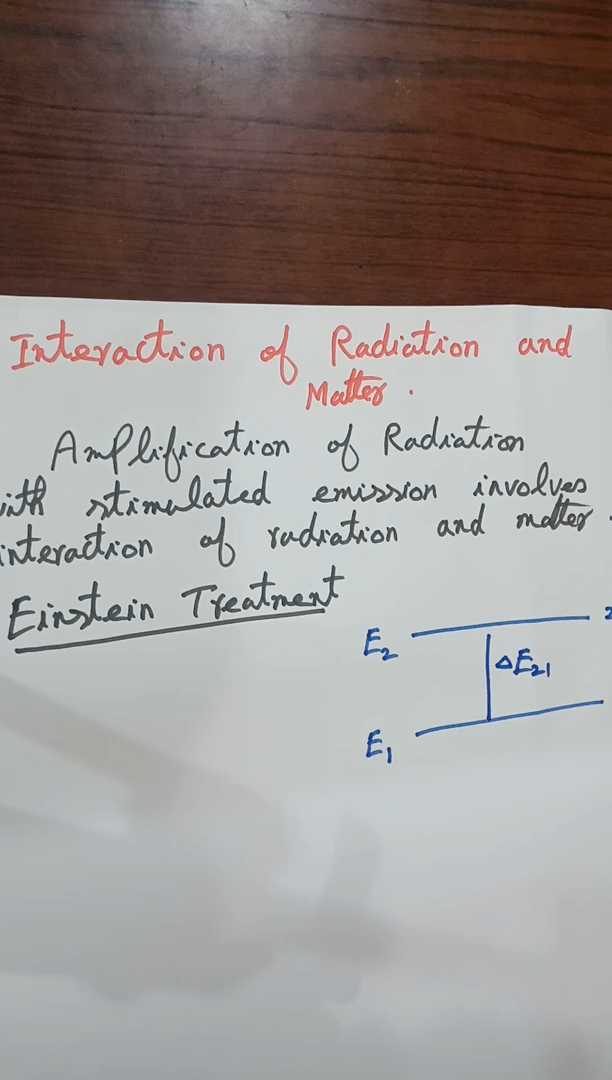 Interaction of Radiation and
Matter.
Amplification of Radiation
with stimulated emission involves
interaction of radiation and matter.
Einstein Treatment
E₂ 2
ΔE₂₁
E₁